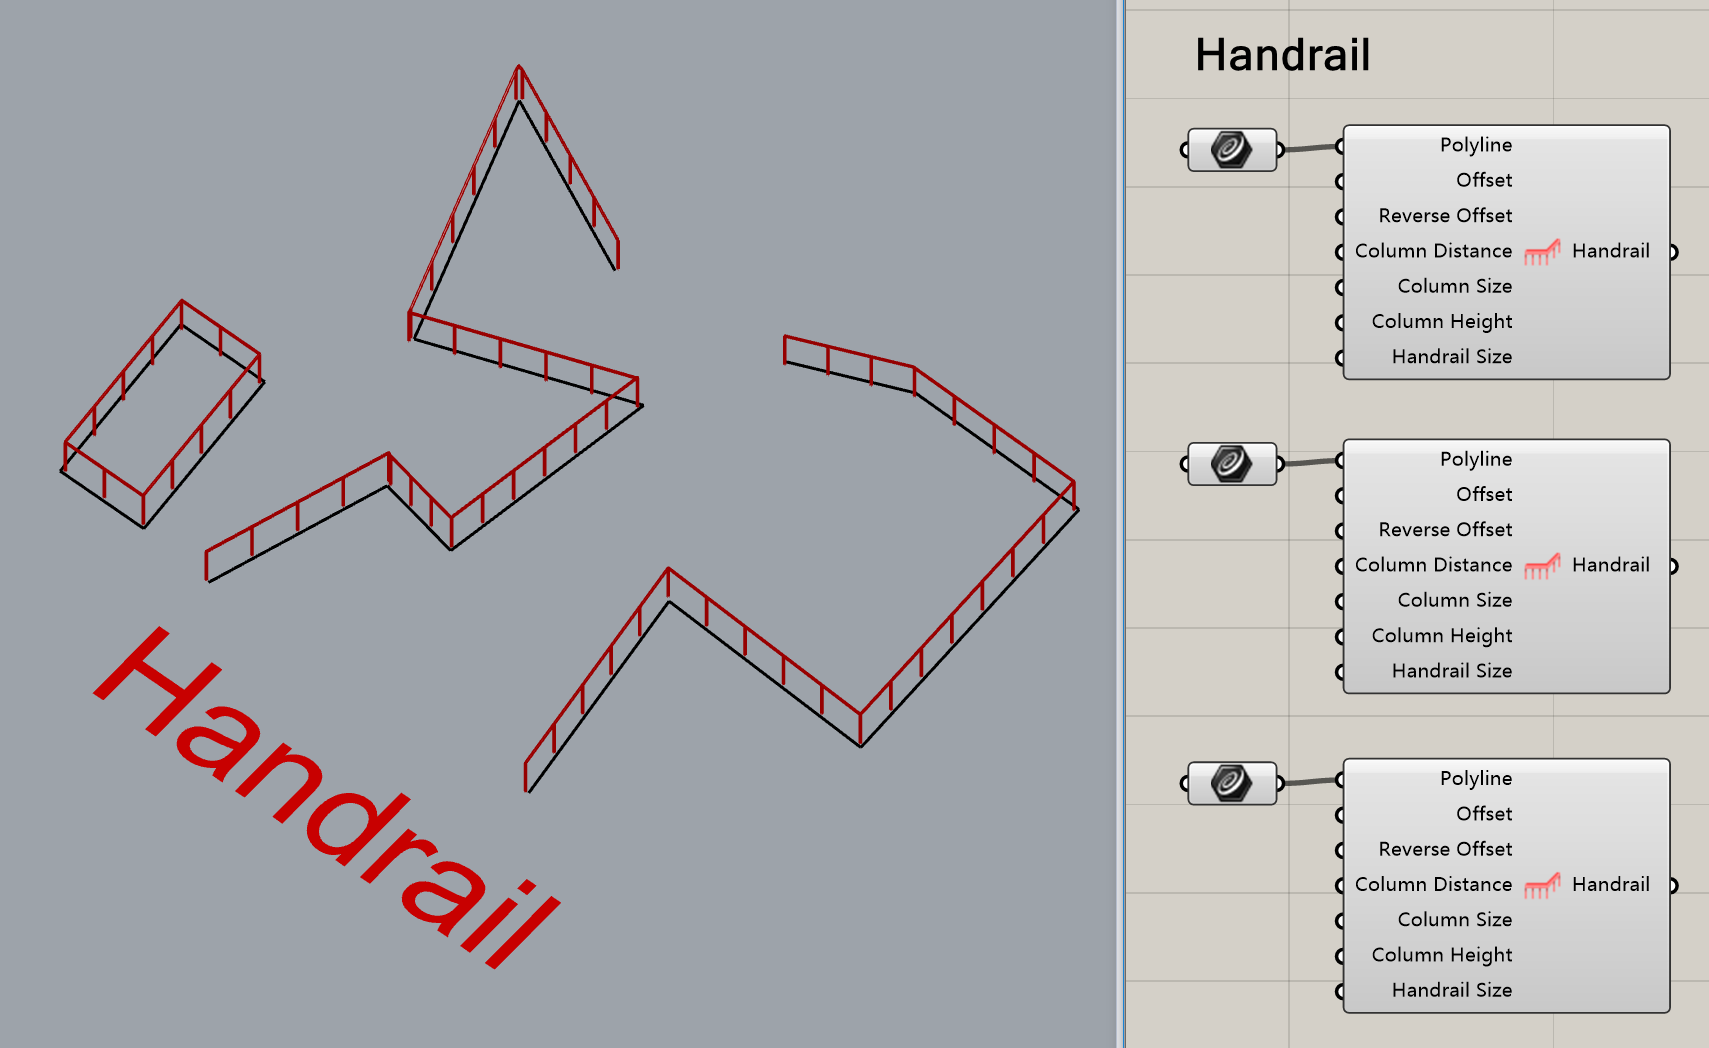 Handrail
Handrail
Polyline
Offset
Reverse Offset
Column Distance Handrail
Column Size
Column Height
Handrail Size
Polyline
Offset
Reverse Offset
Column Distance Handrail
Column Size
Column Height
Handrail Size
Polyline
Offset
Reverse Offset
Column Distance Handrail
Column Size
Column Height
Handrail Size